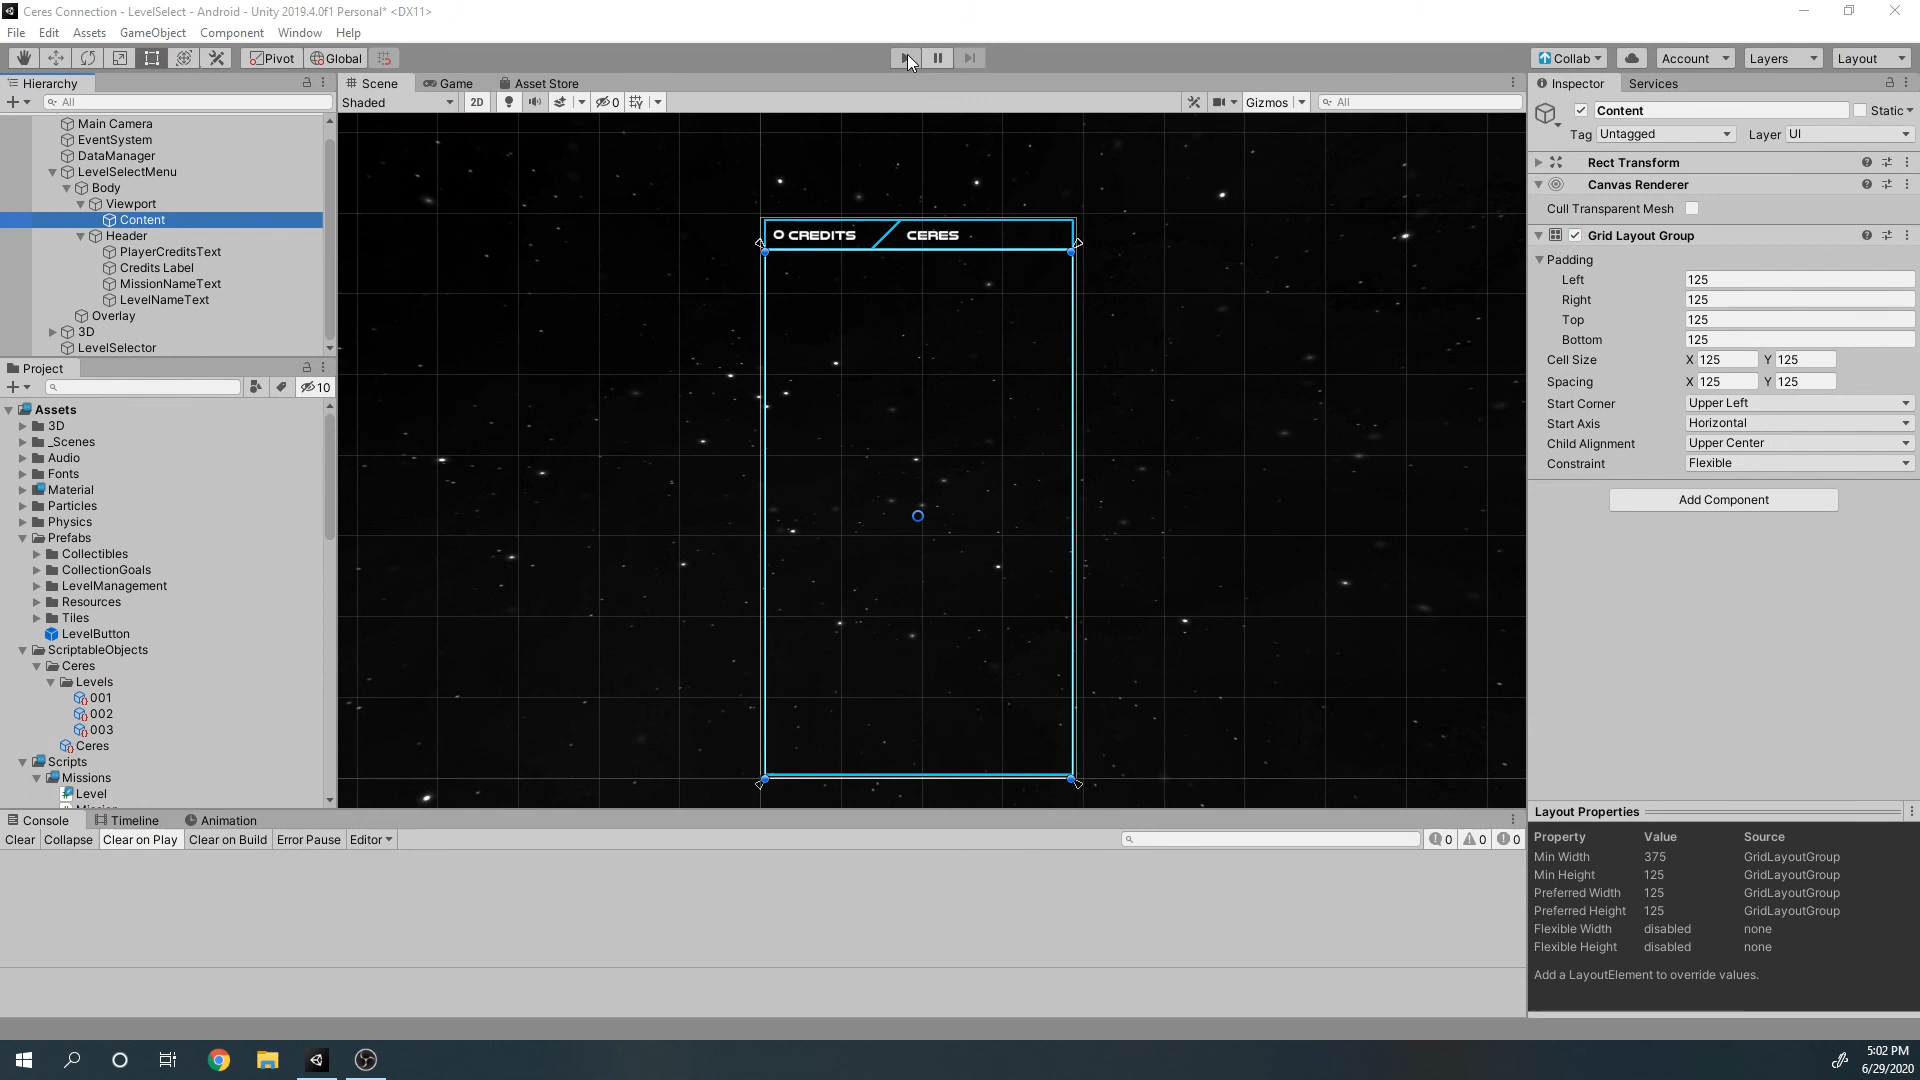 Ceres Connection - LevelSelect - Android - Unity 2019.4.0f1 Personal* <DX11>
File Edit Assets GameObject Component Window Help
Pivot Global Collab Account Layers Layout
Hierarchy
All
Main Camera
EventSystem
DataManager
LevelSelectMenu
Body
Viewport
Content
Header
PlayerCreditsText
Credits Label
MissionNameText
LevelNameText
Overlay
3D
LevelSelector
Project
10
Assets
3D
_Scenes
Audio
Fonts
Material
Particles
Physics
Prefabs
Collectibles
CollectionGoals
LevelManagement
Resources
Tiles
LevelButton
ScriptableObjects
Ceres
Levels
001
002
003
Ceres
Scripts
Missions
Level
Scene Game Asset Store
Shaded 2D 0 Gizmos All
0 CREDITS CERES
Inspector Services
Content Static
Tag Untagged Layer UI
Rect Transform
Canvas Renderer
Cull Transparent Mesh
Grid Layout Group
Padding
Left 125
Right 125
Top 125
Bottom 125
Cell Size X 125 Y 125
Spacing X 125 Y 125
Start Corner Upper Left
Start Axis Horizontal
Child Alignment Upper Center
Constraint Flexible
Add Component
Layout Properties
Property Value Source
Min Width 375 GridLayoutGroup
Min Height 125 GridLayoutGroup
Preferred Width 125 GridLayoutGroup
Preferred Height 125 GridLayoutGroup
Flexible Width disabled none
Flexible Height disabled none
Add a LayoutElement to override values.
Console Timeline Animation
Clear Collapse Clear on Play Clear on Build Error Pause Editor 0 0 0
5:02 PM
6/29/2020